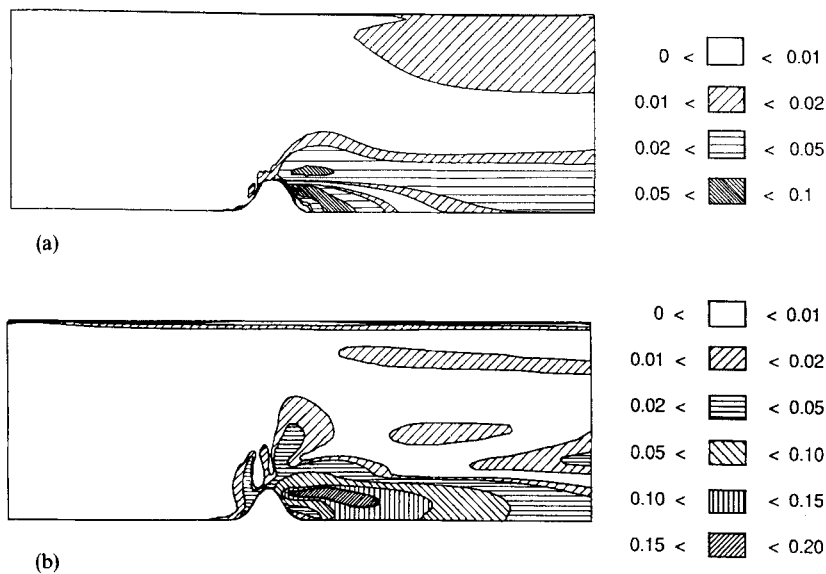 0 < < 0.01
0.01 < < 0.02
0.02 < < 0.05
0.05 < < 0.1
(a)
0 < < 0.01
0.01 < < 0.02
0.02 < < 0.05
0.05 < < 0.10
0.10 < < 0.15
0.15 < < 0.20
(b)